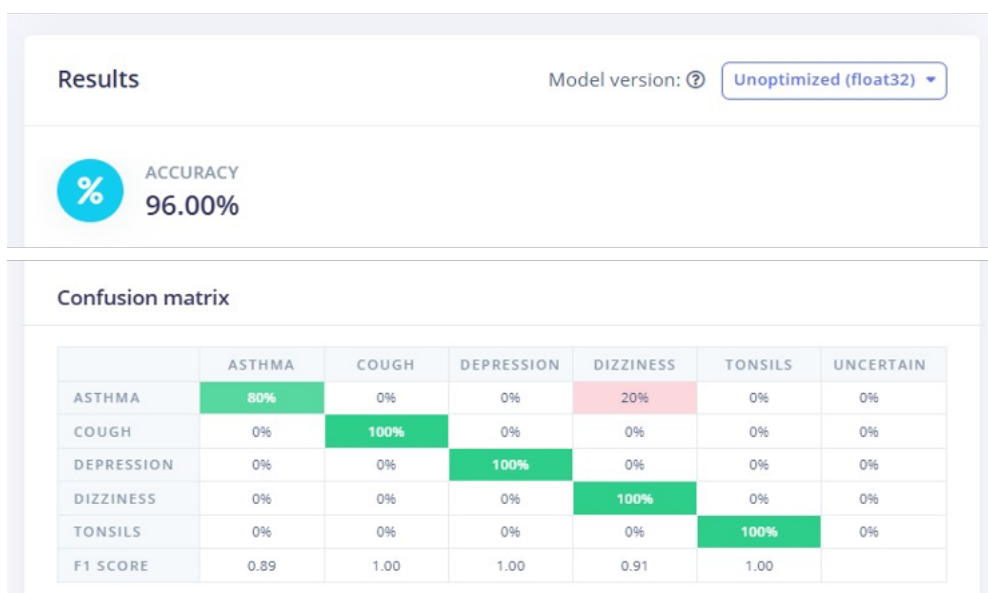 Results
Model version: ? Unoptimized (float32)
%
ACCURACY
96.00%
Confusion matrix
ASTHMA COUGH DEPRESSION DIZZINESS TONSILS UNCERTAIN
ASTHMA 80% 0% 0% 20% 0% 0%
COUGH 0% 100% 0% 0% 0% 0%
DEPRESSION 0% 0% 100% 0% 0% 0%
DIZZINESS 0% 0% 0% 100% 0% 0%
TONSILS 0% 0% 0% 0% 100% 0%
F1 SCORE 0.89 1.00 1.00 0.91 1.00